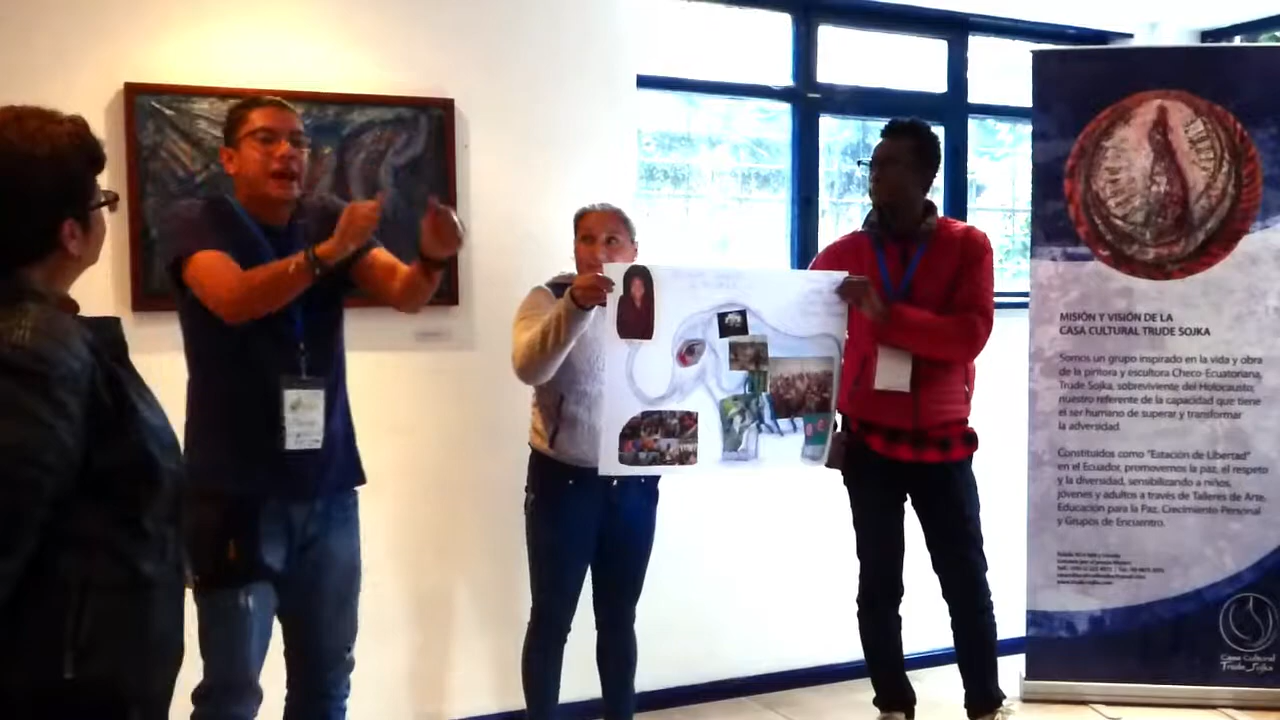 MISIÓN Y VISIÓN DE LA
CASA CULTURAL TRUDE SOJKA
Somos un grupo inspirado en la vida y obra
de la pintora y escultora Checo-Ecuatoriana,
Trude Sojka, sobreviviente del Holocausto;
nuestro referente de la capacidad que tiene
el ser humano de superar y transformar
la adversidad.
Constituidos como "Estación de Libertad"
en el Ecuador, promovemos la paz, el respeto
y la diversidad, sensibilizando a niños,
jóvenes y adultos a través de Talleres de Arte,
Educación para la Paz, Crecimiento Personal
y Grupos de Encuentro.
Casa Cultural
Trude Sojka